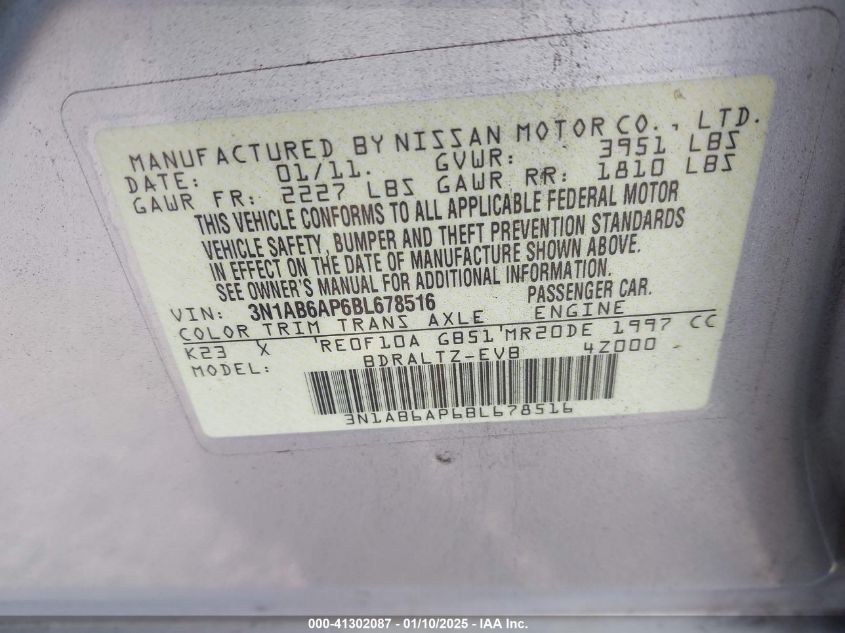 MANUFACTURED BY NISSAN MOTOR CO., LTD.
DATE: 01/11. GVWR: 3951 LBS
GAWR FR: 2227 LBS GAWR RR: 1810 LBS
THIS VEHICLE CONFORMS TO ALL APPLICABLE FEDERAL MOTOR
VEHICLE SAFETY, BUMPER AND THEFT PREVENTION STANDARDS
IN EFFECT ON THE DATE OF MANUFACTURE SHOWN ABOVE.
SEE OWNER'S MANUAL FOR ADDITIONAL INFORMATION.
VIN: 3N1AB6AP6BL678516 PASSENGER CAR.
COLOR TRIM TRANS AXLE ENGINE
K23 X RE0F10A GB51 MR20DE 1997 CC
MODEL: BDRALTZ-EVB 4Z000 -
3N1AB6AP6BL678516
000-41302087 - 01/10/2025 - IAA Inc.